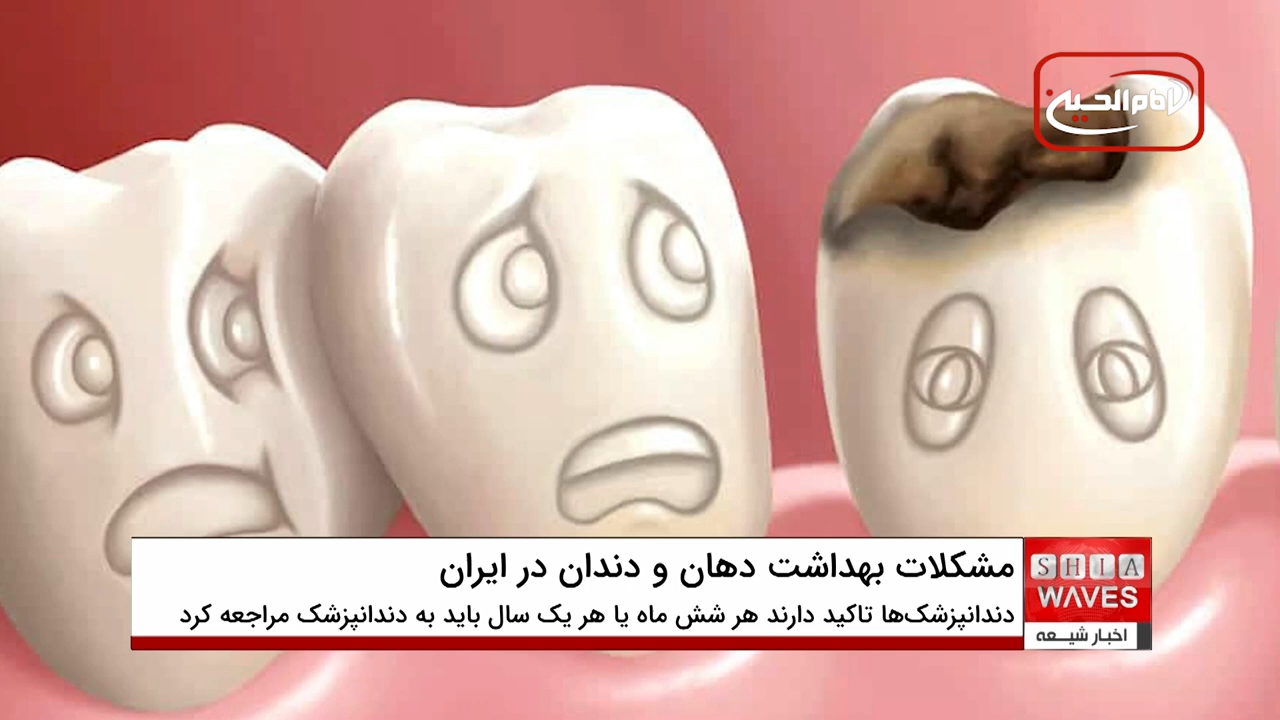 امام الحسین
مشکلات بهداشت دهان و دندان در ایران
دندانپزشک‌ها تاکید دارند هر شش ماه یا هر یک سال باید به دندانپزشک مراجعه کرد
SHIA
WAVES
اخبار شیعه